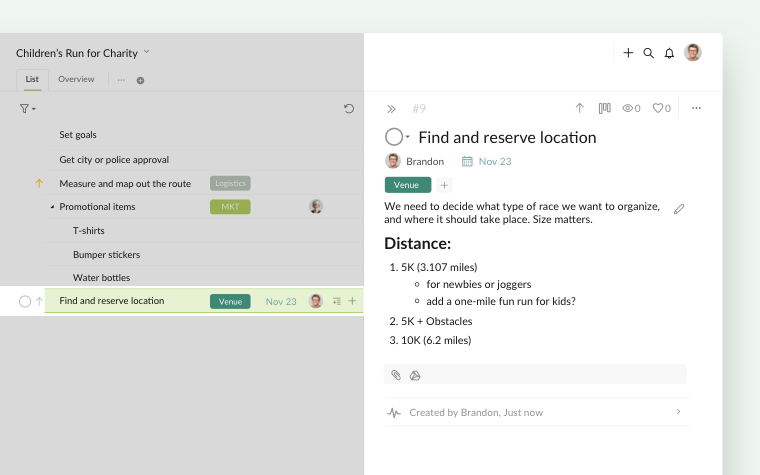 Children's Run for Charity
List
Overview
Set goals
Get city or police approval
Measure and map out the route
Logistics
Promotional items
MKT
T-shirts
Bumper stickers
Water bottles
Find and reserve location
Venue
Nov 23
#9
0
0
Find and reserve location
Brandon
Nov 23
Venue
We need to decide what type of race we want to organize,
and where it should take place. Size matters.
Distance:
1. 5K (3.107 miles)
for newbies or joggers
add a one-mile fun run for kids?
2. 5K + Obstacles
3. 10K (6.2 miles)
Created by Brandon, Just now